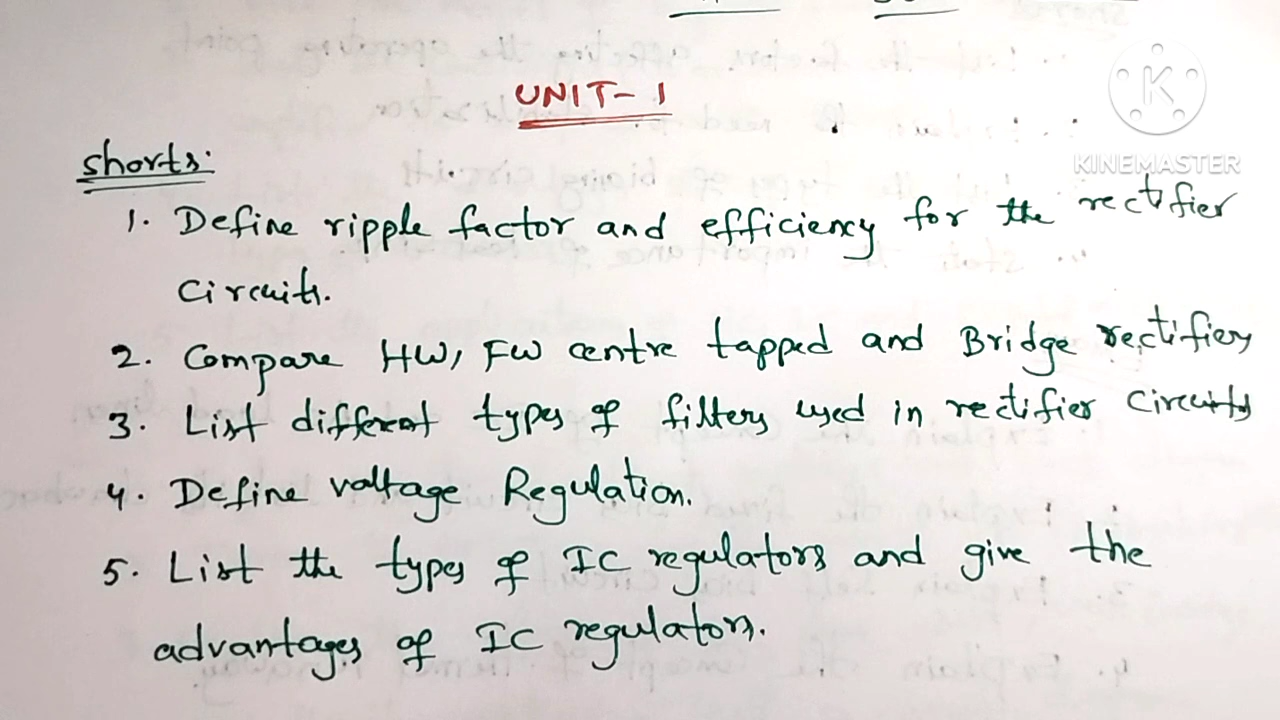 UNIT-1
KINEMASTER
Shorts:
1. Define ripple factor and efficiency for the rectifier
Circuits.
2. Compare HW, FW centre tapped and Bridge rectifiers
3. List different types of filters used in rectifier Circuits
4. Define voltage Regulation.
5. List the types of IC regulators and give the
advantages of IC regulators.